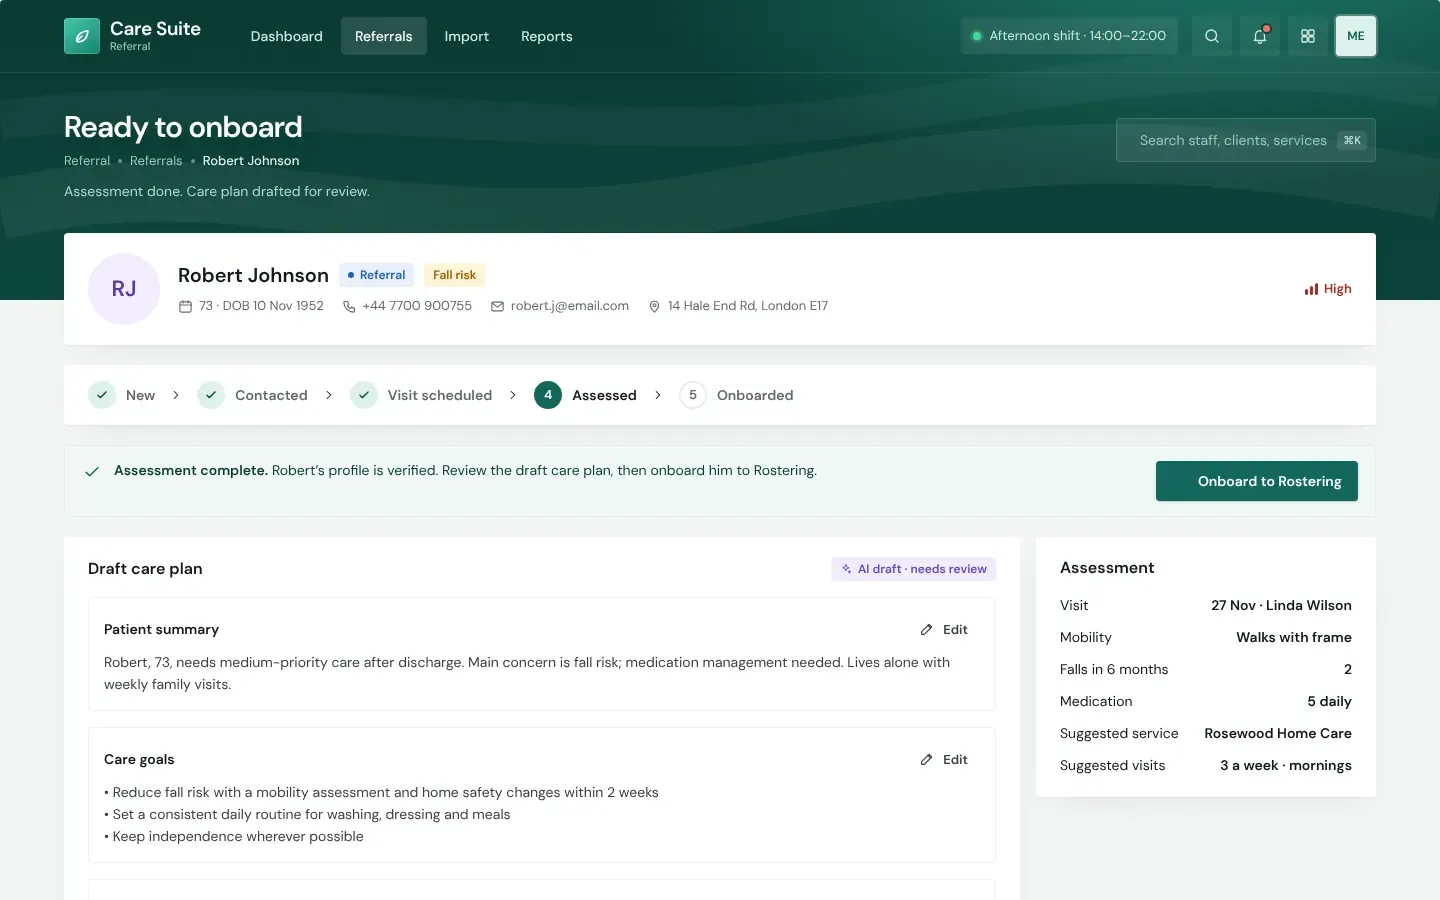 Care Suite
Referral
Dashboard
Referrals
Import
Reports
Afternoon shift · 14:00–22:00
ME
Ready to onboard
Referral • Referrals • Robert Johnson
Assessment done. Care plan drafted for review.
Search staff, clients, services ⌘K
RJ
Robert Johnson
Referral
Fall risk
73 · DOB 10 Nov 1952
+44 7700 900755
robert.j@email.com
14 Hale End Rd, London E17
High
New
Contacted
Visit scheduled
4 Assessed
5 Onboarded
Assessment complete. Robert’s profile is verified. Review the draft care plan, then onboard him to Rostering.
Onboard to Rostering
Draft care plan
AI draft · needs review
Patient summary
Edit
Robert, 73, needs medium-priority care after discharge. Main concern is fall risk; medication management needed. Lives alone with
weekly family visits.
Care goals
Edit
• Reduce fall risk with a mobility assessment and home safety changes within 2 weeks
• Set a consistent daily routine for washing, dressing and meals
• Keep independence wherever possible
Assessment
Visit 27 Nov · Linda Wilson
Mobility Walks with frame
Falls in 6 months 2
Medication 5 daily
Suggested service Rosewood Home Care
Suggested visits 3 a week · mornings